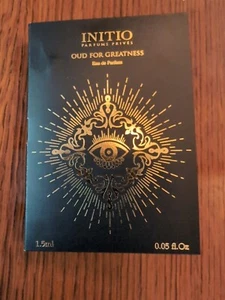 INITIO
PARFUMS PRIVÉS
OUD FOR GREATNESS
Eau de Parfum
1.5ml 0.05 fl.Oz